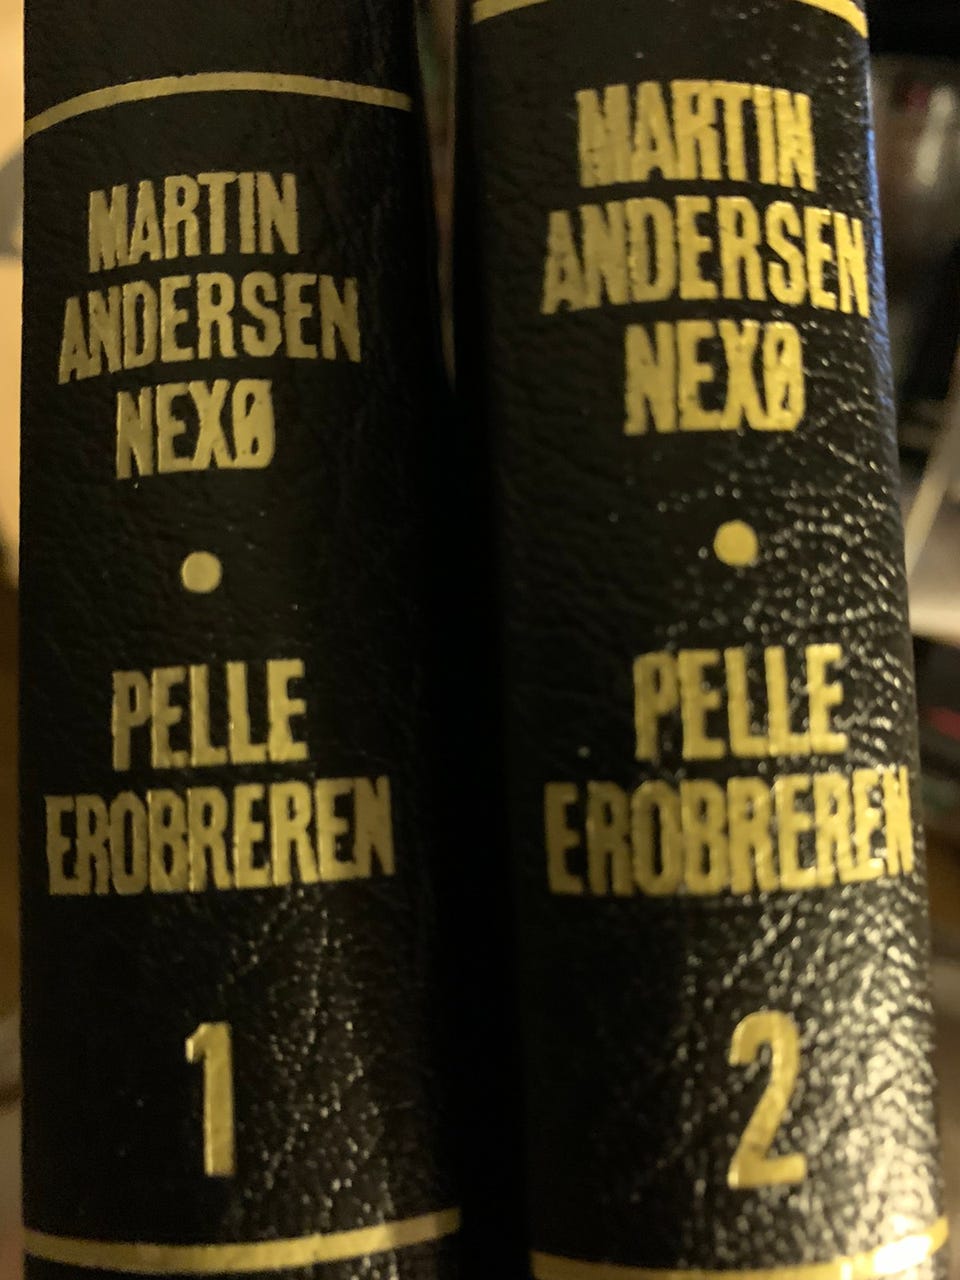 MARTIN
ANDERSEN
NEXØ
PELLE
EROBREREN
1
MARTIN
ANDERSEN
NEXØ
PELLE
EROBREREN
2